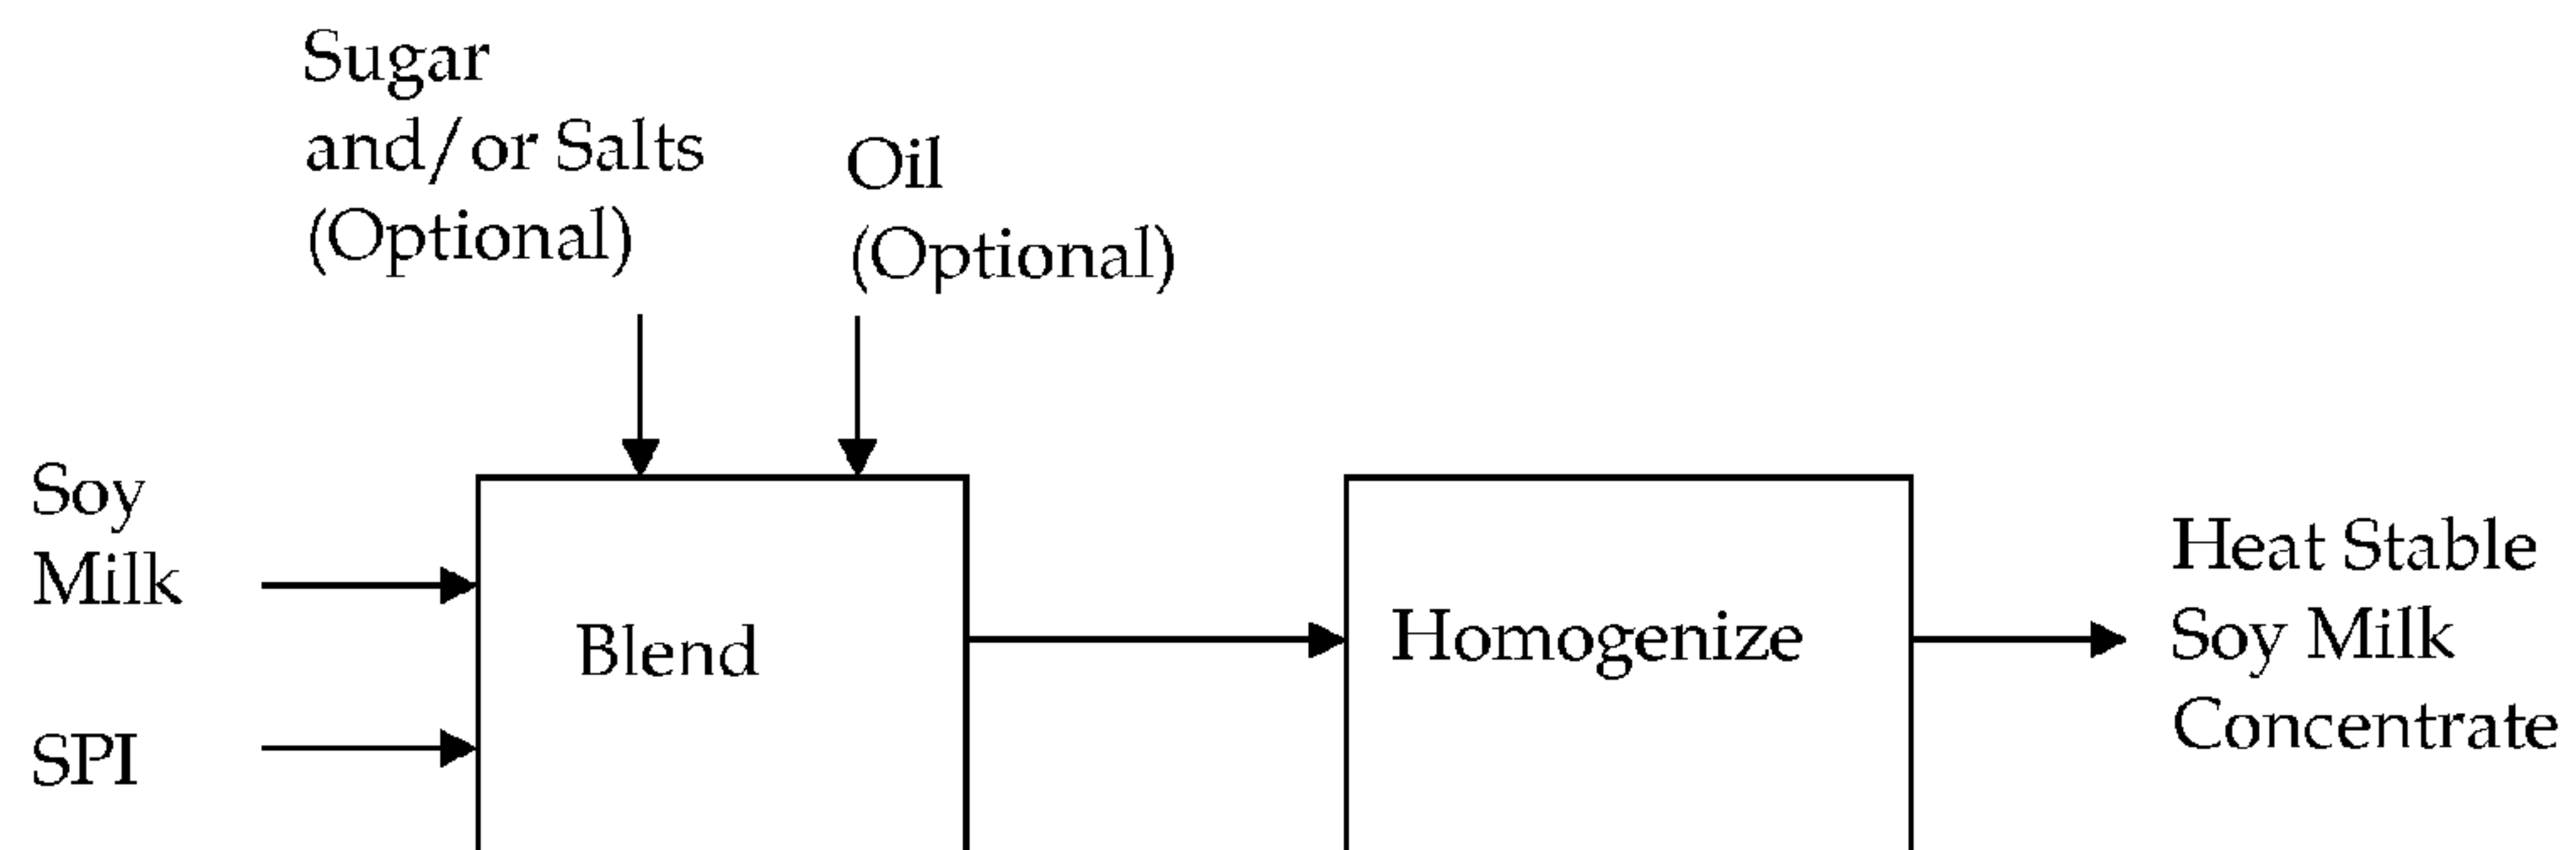 Sugar
and/or Salts
(Optional)
Oil
(Optional)
Soy
Milk
SPI
Blend
Homogenize
Heat Stable
Soy Milk
Concentrate